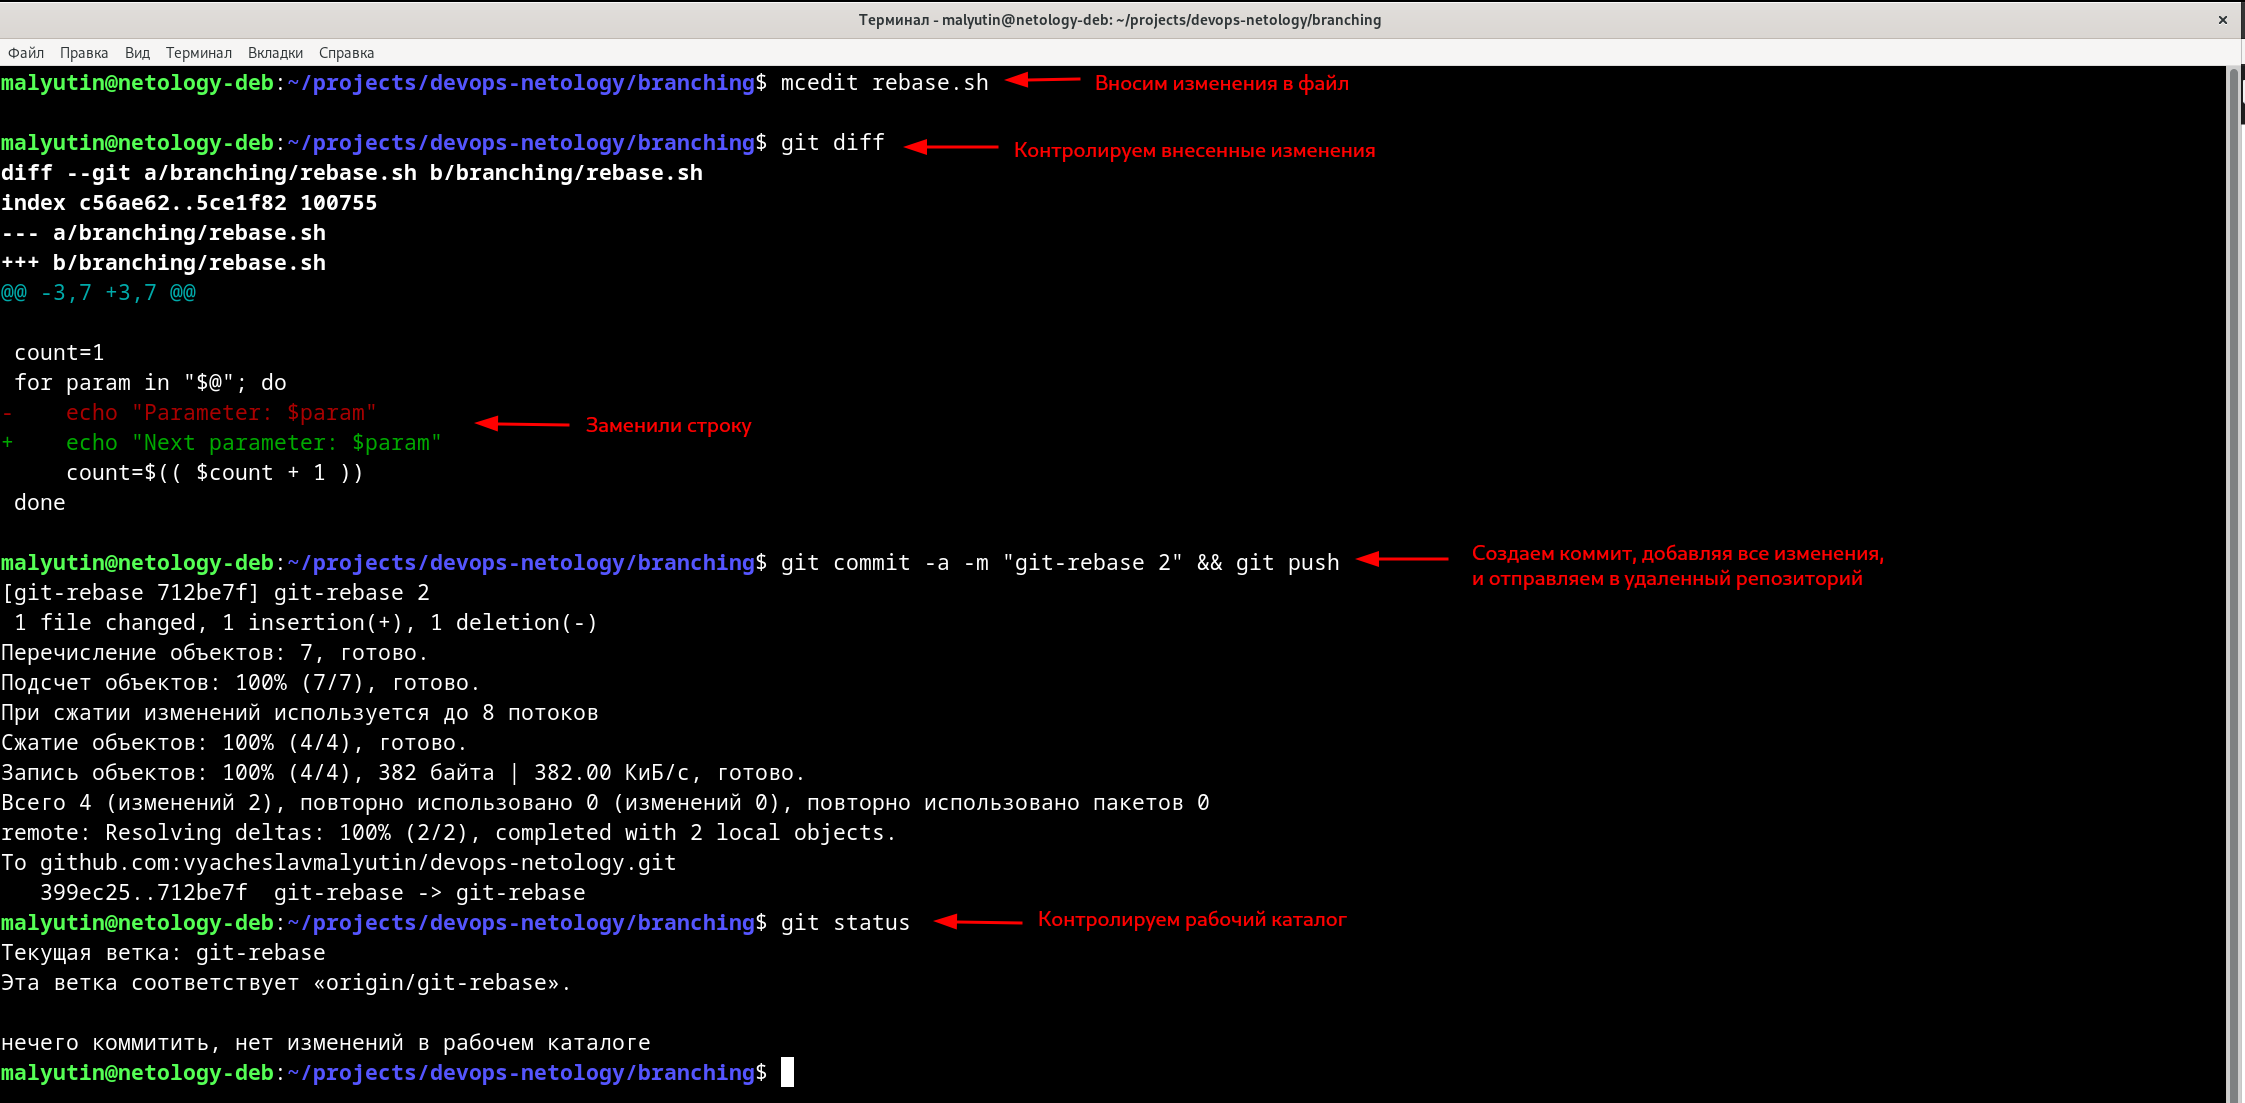 Терминал - malyutin@netology-deb: ~/projects/devops-netology/branching
Файл Правка Вид Терминал Вкладки Справка
malyutin@netology-deb:~/projects/devops-netology/branching$ mcedit rebase.sh
Вносим изменения в файл
malyutin@netology-deb:~/projects/devops-netology/branching$ git diff
Контролируем внесенные изменения
diff --git a/branching/rebase.sh b/branching/rebase.sh
index c56ae62..5ce1f82 100755
--- a/branching/rebase.sh
+++ b/branching/rebase.sh
@@ -3,7 +3,7 @@
count=1
for param in "$@"; do
-    echo "Parameter: $param"
Заменили строку
+    echo "Next parameter: $param"
count=$(( $count + 1 ))
done
malyutin@netology-deb:~/projects/devops-netology/branching$ git commit -a -m "git-rebase 2" && git push
Создаем коммит, добавляя все изменения,
и отправляем в удаленный репозиторий
[git-rebase 712be7f] git-rebase 2
1 file changed, 1 insertion(+), 1 deletion(-)
Перечисление объектов: 7, готово.
Подсчет объектов: 100% (7/7), готово.
При сжатии изменений используется до 8 потоков
Сжатие объектов: 100% (4/4), готово.
Запись объектов: 100% (4/4), 382 байта | 382.00 КиБ/с, готово.
Всего 4 (изменений 2), повторно использовано 0 (изменений 0), повторно использовано пакетов 0
remote: Resolving deltas: 100% (2/2), completed with 2 local objects.
To github.com:vyacheslavmalyutin/devops-netology.git
399ec25..712be7f  git-rebase -> git-rebase
malyutin@netology-deb:~/projects/devops-netology/branching$ git status
Контролируем рабочий каталог
Текущая ветка: git-rebase
Эта ветка соответствует «origin/git-rebase».
нечего коммитить, нет изменений в рабочем каталоге
malyutin@netology-deb:~/projects/devops-netology/branching$